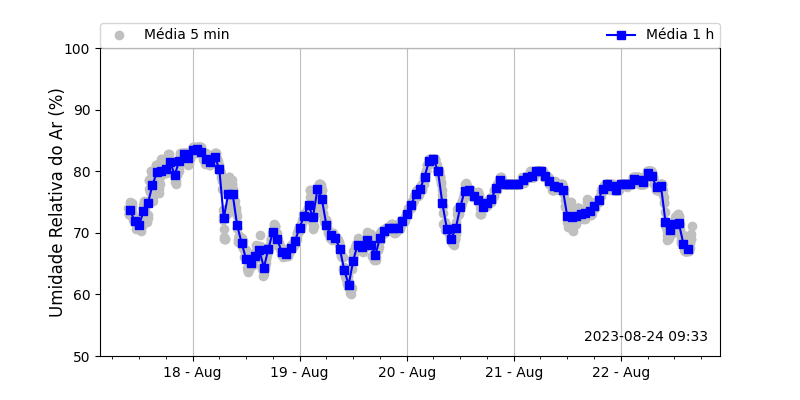 Média 5 min
Média 1 h
Umidade Relativa do Ar (%)
100
90
80
70
60
50
2023-08-24 09:33
18 - Aug
19 - Aug
20 - Aug
21 - Aug
22 - Aug